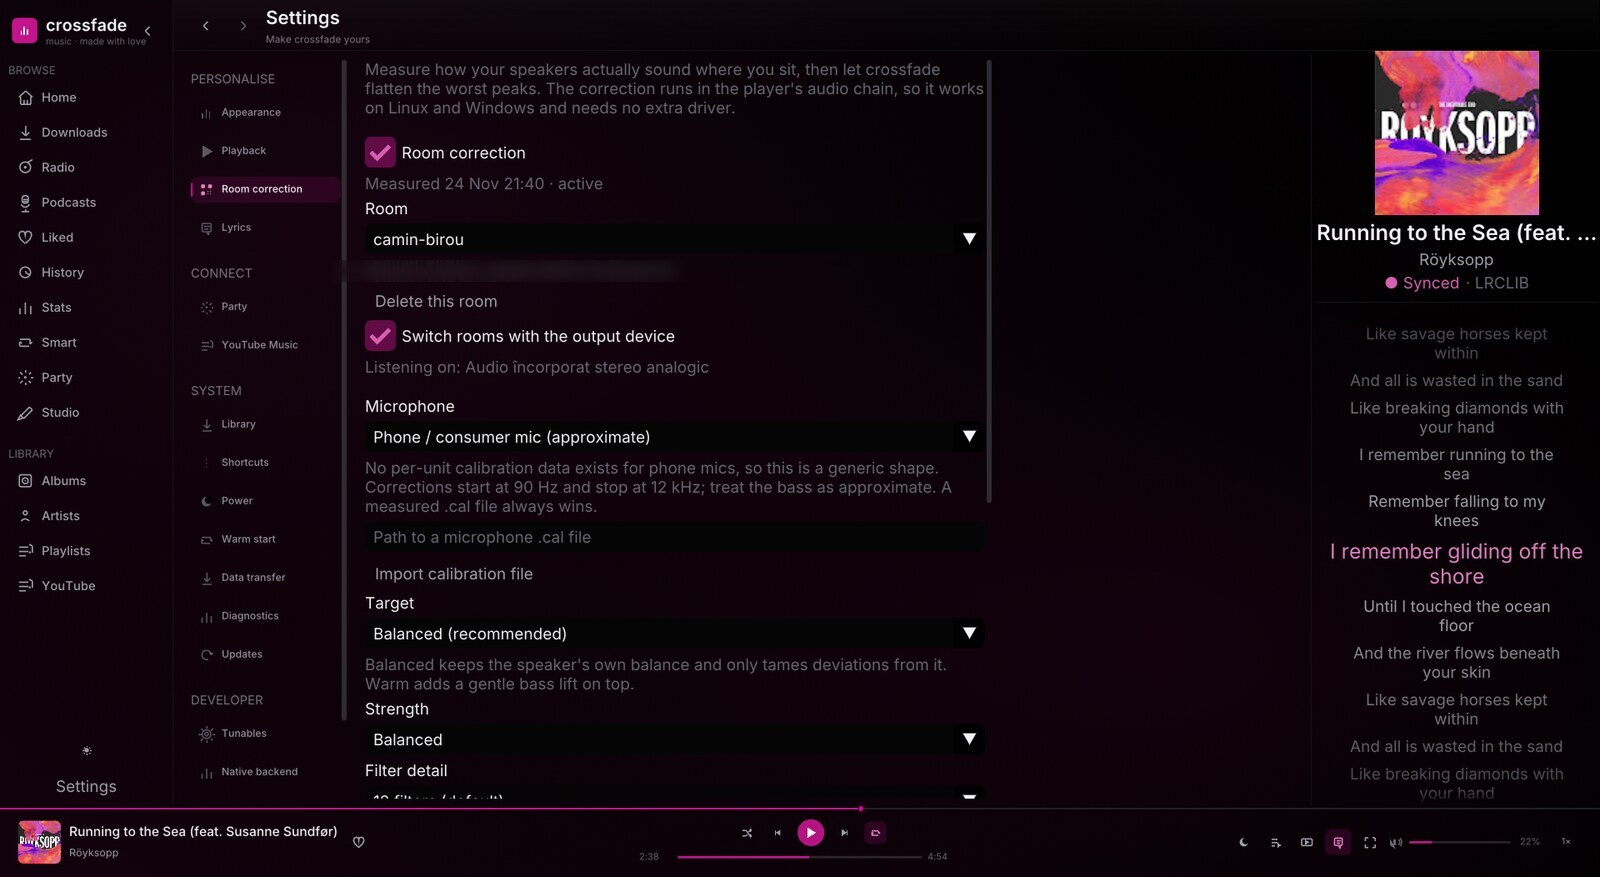 crossfade
music · made with love
BROWSE
Home
Downloads
Radio
Podcasts
Liked
History
Stats
Smart
Party
Studio
LIBRARY
Albums
Artists
Playlists
YouTube
Settings
Settings
Make crossfade yours
PERSONALISE
Appearance
Playback
Room correction
Lyrics
CONNECT
Party
YouTube Music
SYSTEM
Library
Shortcuts
Power
Warm start
Data transfer
Diagnostics
Updates
DEVELOPER
Tunables
Native backend
Measure how your speakers actually sound where you sit, then let crossfade
flatten the worst peaks. The correction runs in the player's audio chain, so it works
on Linux and Windows and needs no extra driver.
Room correction
Measured 24 Nov 21:40 · active
Room
camin-birou
Delete this room
Switch rooms with the output device
Listening on: Audio încorporat stereo analogic
Microphone
Phone / consumer mic (approximate)
No per-unit calibration data exists for phone mics, so this is a generic shape.
Corrections start at 90 Hz and stop at 12 kHz; treat the bass as approximate. A
measured .cal file always wins.
Path to a microphone .cal file
Import calibration file
Target
Balanced (recommended)
Balanced keeps the speaker's own balance and only tames deviations from it.
Warm adds a gentle bass lift on top.
Strength
Balanced
Filter detail
RÖYKSOPP
Running to the Sea (feat. ...
Röyksopp
Synced · LRCLIB
Like savage horses kept
within
And all is wasted in the sand
Like breaking diamonds with
your hand
I remember running to the
sea
Remember falling to my
knees
I remember gliding off the
shore
Until I touched the ocean
floor
And the river flows beneath
your skin
Like savage horses kept
within
And all is wasted in the sand
Like breaking diamonds with
your hand
RÖYKSOPP
Running to the Sea (feat. Susanne Sundfør)
Röyksopp
2:38
4:54
22%
1×